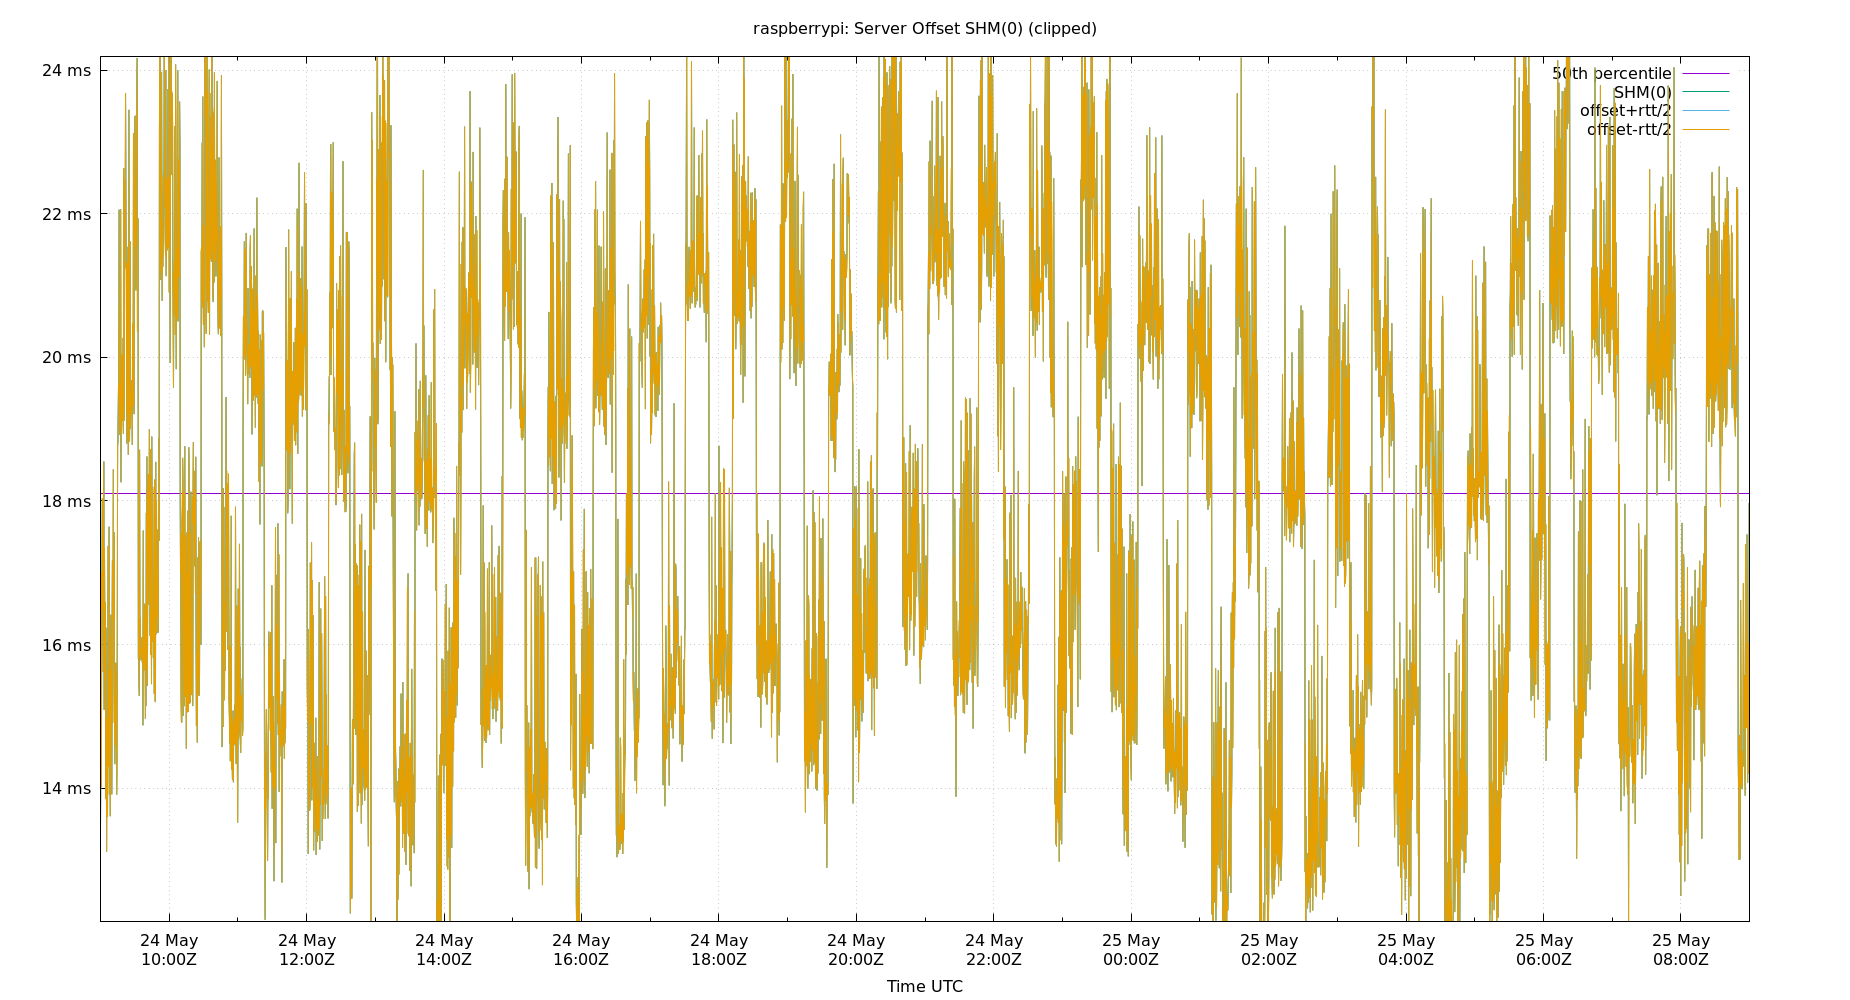 raspberrypi: Server Offset SHM(0) (clipped)
24 ms
22 ms
20 ms
18 ms
16 ms
14 ms
50th percentile
SHM(0)
offset+rtt/2
offset-rtt/2
24 May 24 May 24 May 24 May 24 May 24 May 24 May 25 May 25 May 25 May 25 May 25 May
10:00Z 12:00Z 14:00Z 16:00Z 18:00Z 20:00Z 22:00Z 00:00Z 02:00Z 04:00Z 06:00Z 08:00Z
Time UTC